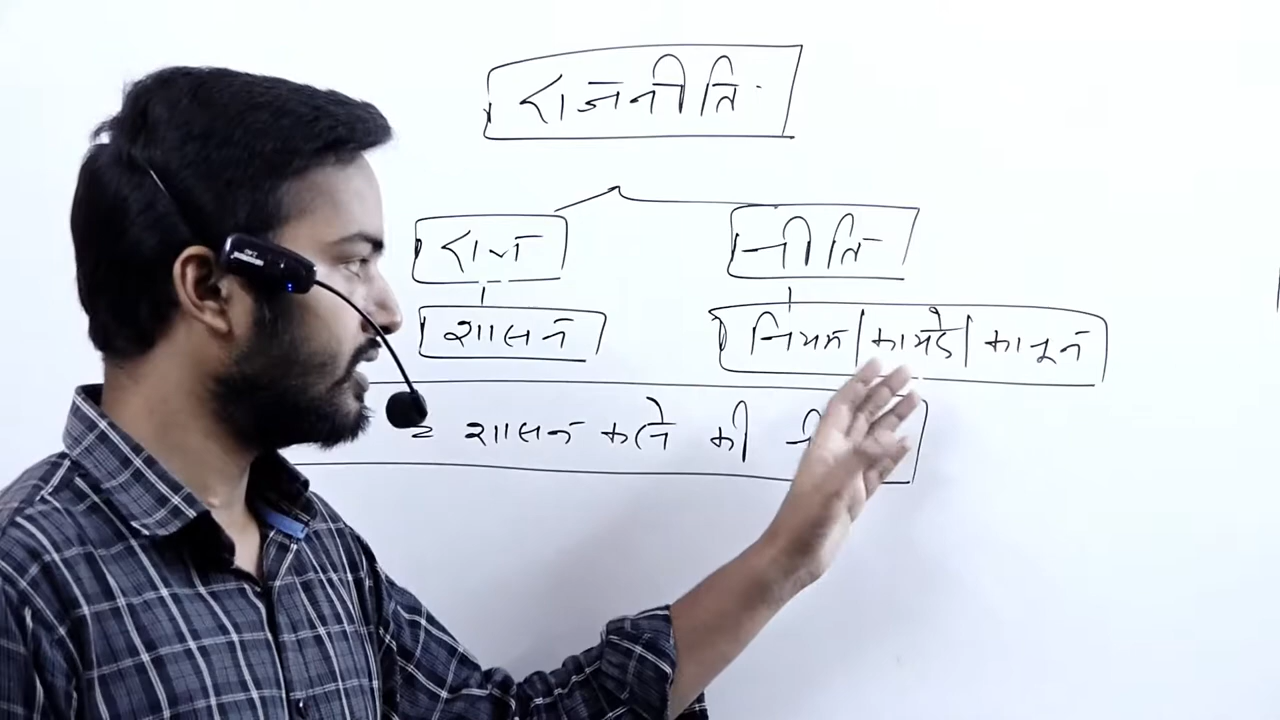 राजनीति
राज नीति
शासन नियम | कायदे | कानून
शासन करने की